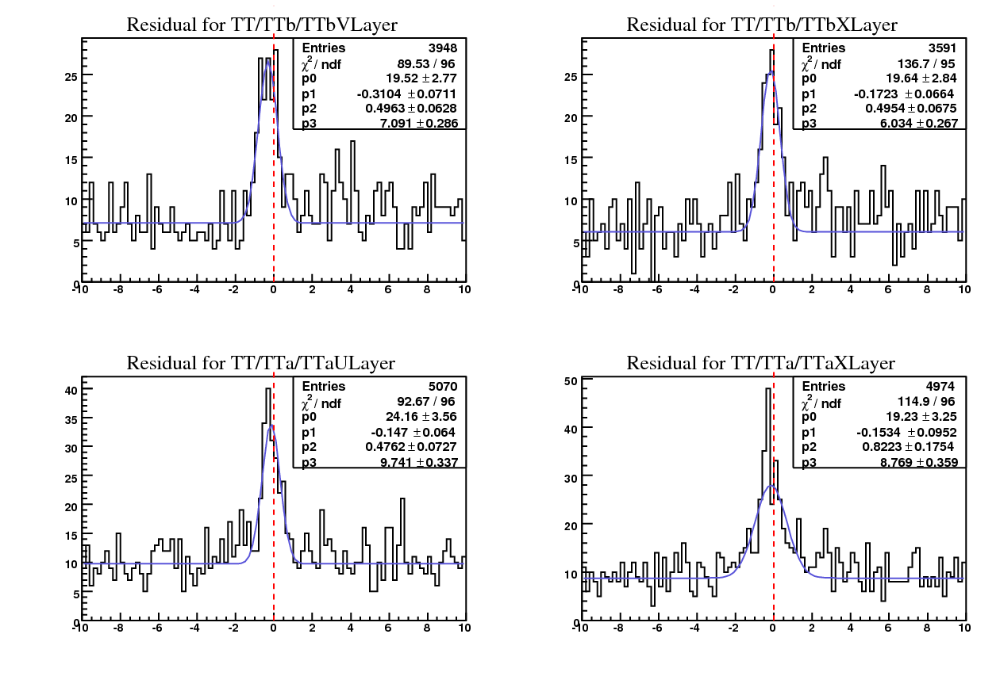 Residual for TT/TTb/TTbVLayer
Entries 3948
χ2/ ndf 89.53 / 96
p0 19.52 ±2.77
p1 -0.3104 ±0.0711
p2 0.4963±0.0628
p3 7.091±0.286
25
20
15
10
5
0
-10 -8 -6 -4 -2 0 2 4 6 8 10
Residual for TT/TTb/TTbXLayer
Entries 3591
χ2/ ndf 136.7 / 95
p0 19.64 ±2.84
p1 -0.1723 ±0.0664
p2 0.4954±0.0675
p3 6.034±0.267
25
20
15
10
5
0
-10 -8 -6 -4 -2 0 2 4 6 8 10
Residual for TT/TTa/TTaULayer
Entries 5070
χ2/ ndf 92.67 / 96
p0 24.16 ±3.56
p1 -0.147 ±0.064
p2 0.4762±0.0727
p3 9.741±0.337
40
35
30
25
20
15
10
5
0
-10 -8 -6 -4 -2 0 2 4 6 8 10
Residual for TT/TTa/TTaXLayer
Entries 4974
χ2/ ndf 114.9 / 96
p0 19.23 ±3.25
p1 -0.1534 ±0.0952
p2 0.8223±0.1754
p3 8.769±0.359
50
40
30
20
10
0
-10 -8 -6 -4 -2 0 2 4 6 8 10